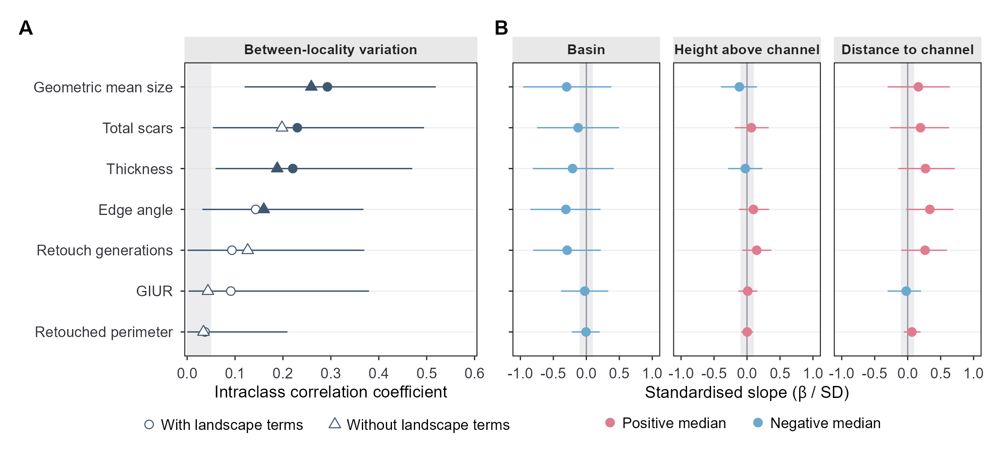 A
B
Between-locality variation
Basin
Height above channel
Distance to channel
Geometric mean size
Total scars
Thickness
Edge angle
Retouch generations
GIUR
Retouched perimeter
0.0 0.1 0.2 0.3 0.4 0.5 0.6
-1.0 -0.5 0.0 0.5 1.0
-1.0 -0.5 0.0 0.5 1.0
-1.0 -0.5 0.0 0.5 1.0
Intraclass correlation coefficient
Standardised slope (β / SD)
With landscape terms
Without landscape terms
Positive median
Negative median